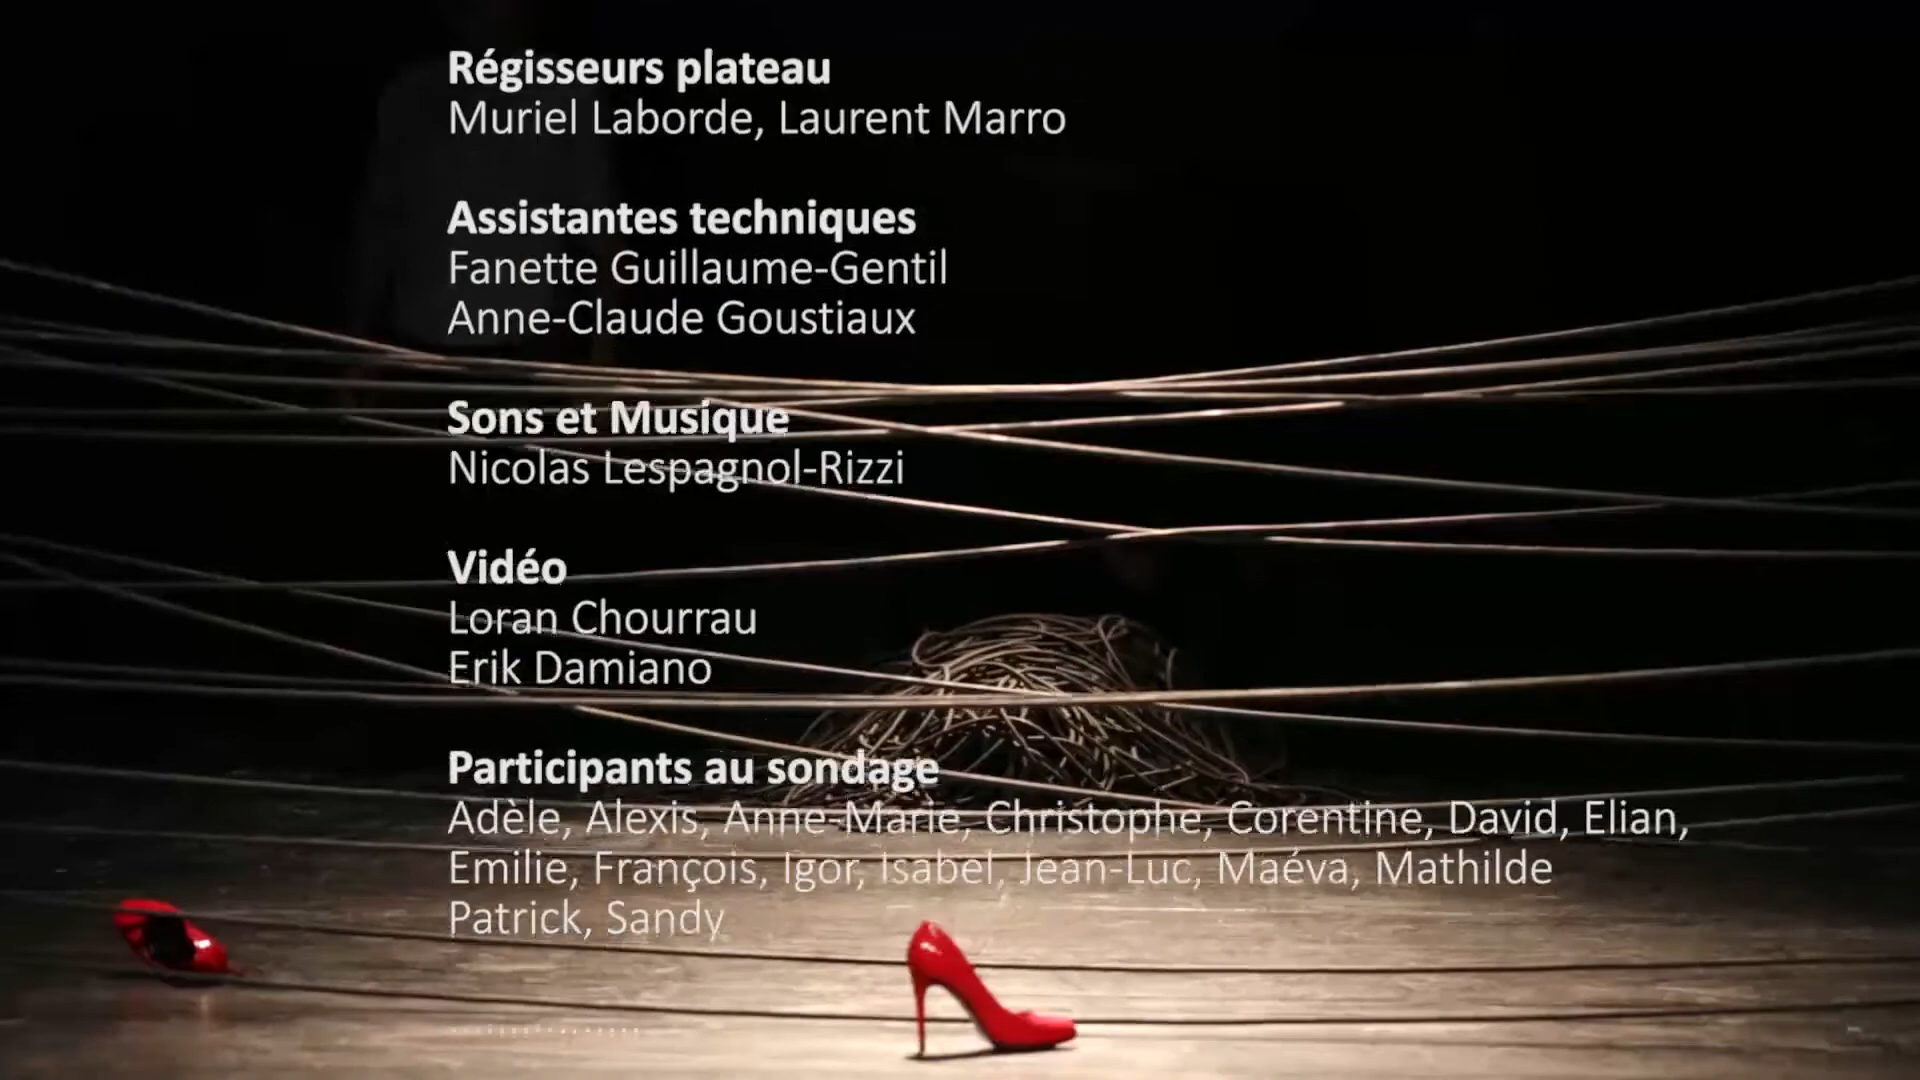 Régisseurs plateau
Muriel Laborde, Laurent Marro
Assistantes techniques
Fanette Guillaume-Gentil
Anne-Claude Goustiaux
Sons et Musique
Nicolas Lespagnol-Rizzi
Vidéo
Loran Chourrau
Erik Damiano
Participants au sondage
Adèle, Alexis, Anne-Marie, Christophe, Corentine, David, Elian,
Emilie, François, Igor, Isabel, Jean-Luc, Maéva, Mathilde
Patrick, Sandy